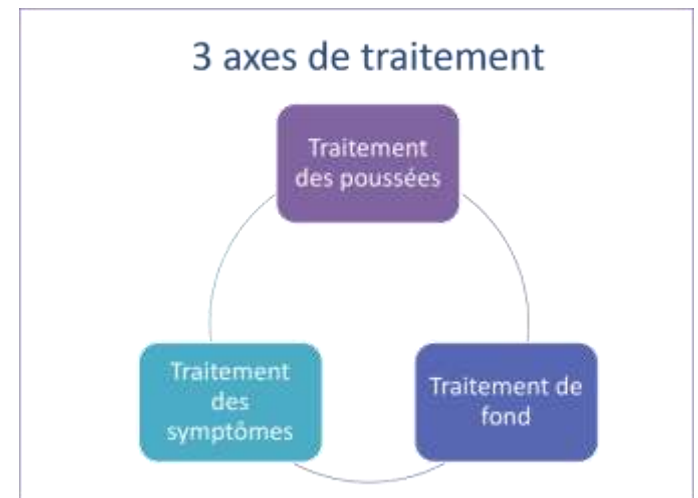 3 axes de traitement
Traitement
des poussées
Traitement
des
symptômes
Traitement de
fond